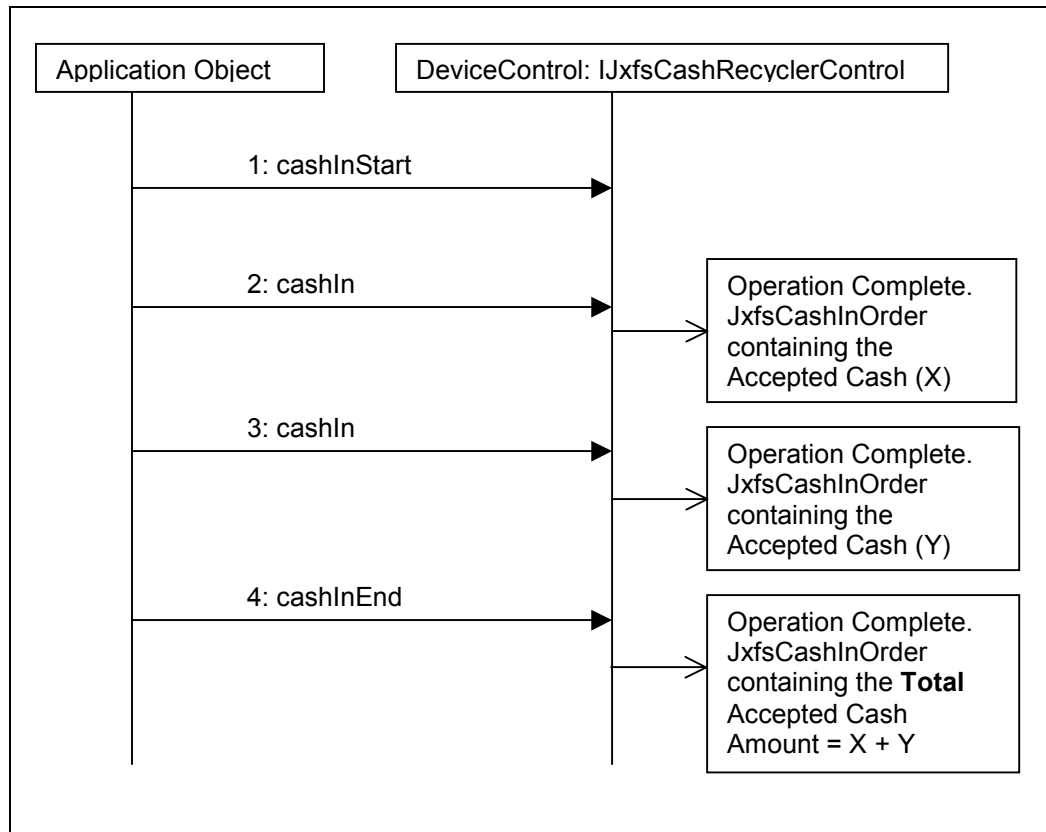 Application Object
DeviceControl: IJxfsCashRecyclerControl
1: cashInStart
2: cashIn
Operation Complete.
JxfsCashInOrder
containing the
Accepted Cash (X)
3: cashIn
Operation Complete.
JxfsCashInOrder
containing the
Accepted Cash (Y)
4: cashInEnd
Operation Complete.
JxfsCashInOrder
containing the Total
Accepted Cash
Amount = X + Y